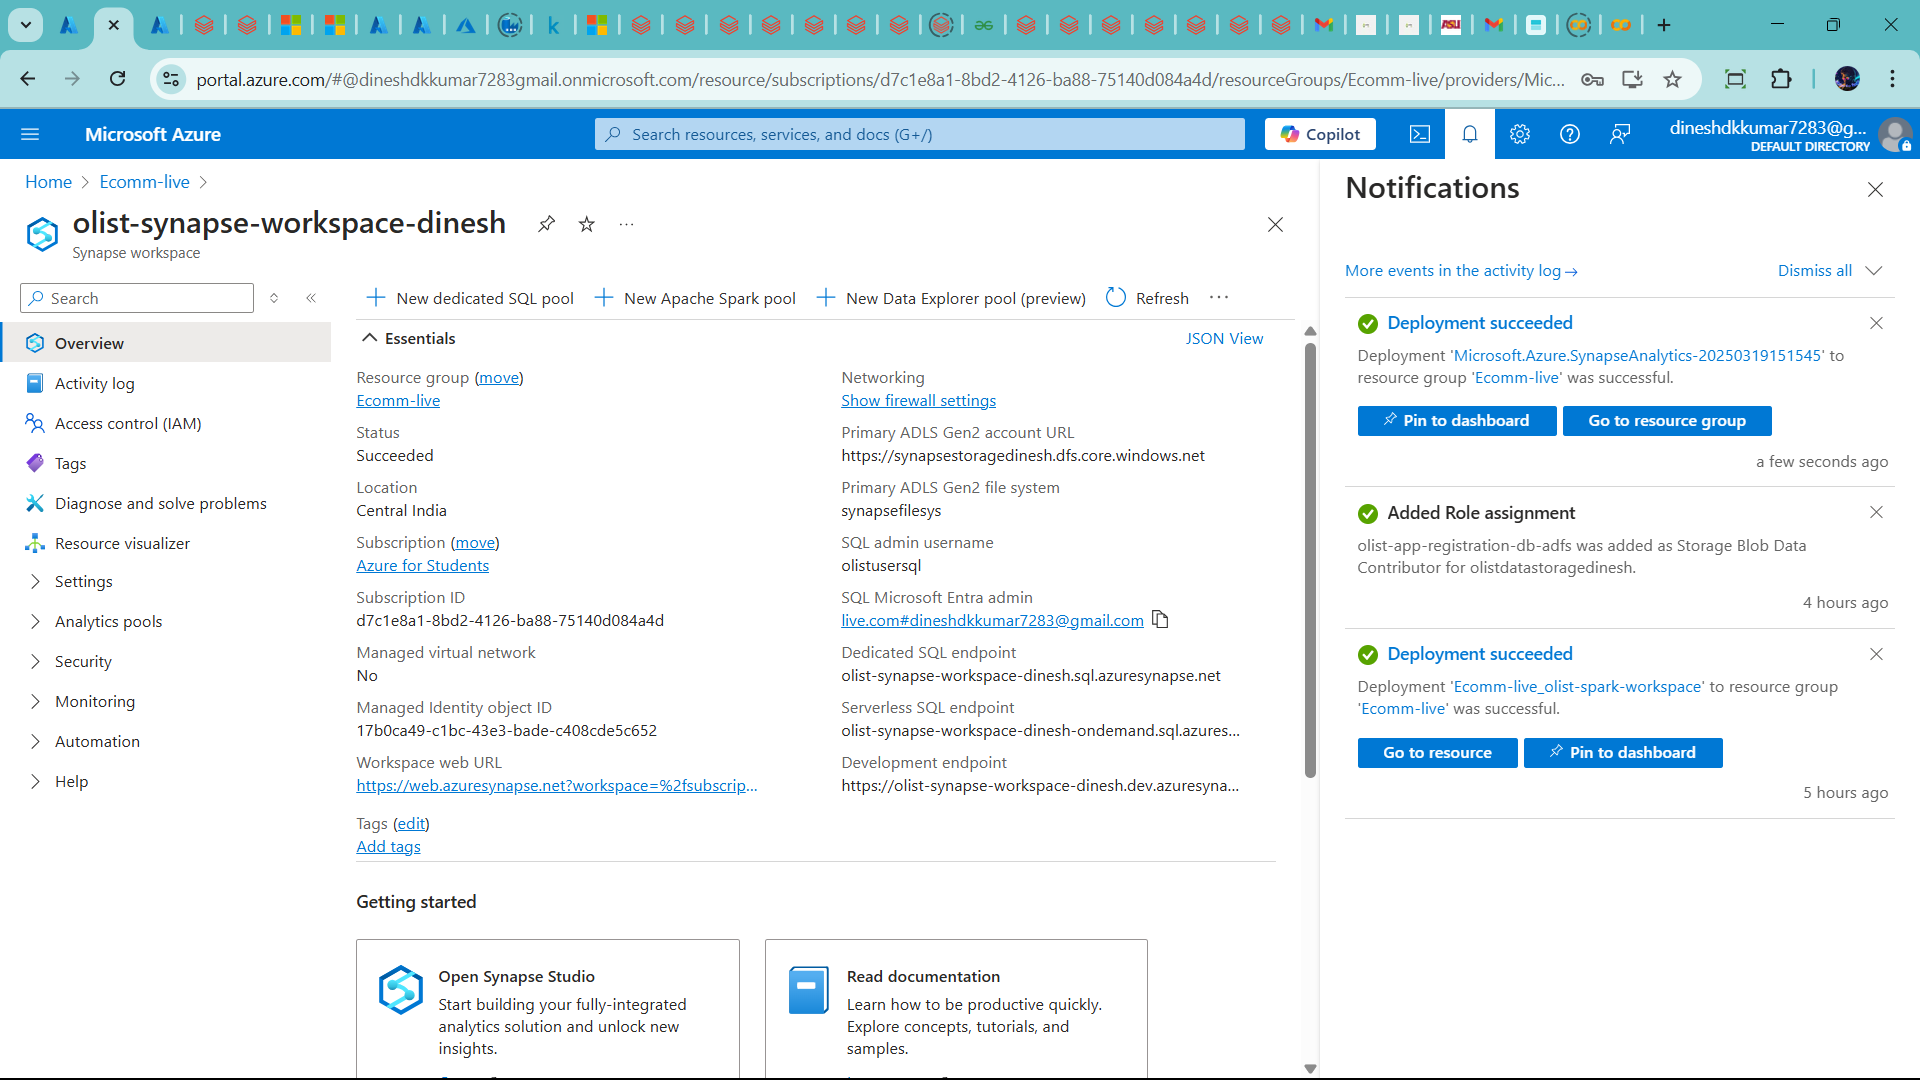 portal.azure.com/#@dineshdkkumar7283gmail.onmicrosoft.com/resource/subscriptions/d7c1e8a1-8bd2-4126-ba88-75140d084a4d/resourceGroups/Ecomm-live/providers/Mic...
Microsoft Azure
Search resources, services, and docs (G+/)
Copilot
dineshdkkumar7283@g...
DEFAULT DIRECTORY
Home
Ecomm-live
olist-synapse-workspace-dinesh
...
Synapse workspace
Search
Overview
Activity log
Access control (IAM)
Tags
Diagnose and solve problems
Resource visualizer
Settings
Analytics pools
Security
Monitoring
Automation
Help
New dedicated SQL pool
New Apache Spark pool
New Data Explorer pool (preview)
Refresh
...
Essentials
JSON View
Resource group (move)
Ecomm-live
Status
Succeeded
Location
Central India
Subscription (move)
Azure for Students
Subscription ID
d7c1e8a1-8bd2-4126-ba88-75140d084a4d
Managed virtual network
No
Managed Identity object ID
17b0ca49-c1bc-43e3-bade-c408cde5c652
Workspace web URL
https://web.azuresynapse.net?workspace=%2fsubscrip...
Tags (edit)
Add tags
Networking
Show firewall settings
Primary ADLS Gen2 account URL
https://synapsestoragedinesh.dfs.core.windows.net
Primary ADLS Gen2 file system
synapsefilesys
SQL admin username
olistusersql
SQL Microsoft Entra admin
live.com#dineshdkkumar7283@gmail.com
Dedicated SQL endpoint
olist-synapse-workspace-dinesh.sql.azuresynapse.net
Serverless SQL endpoint
olist-synapse-workspace-dinesh-ondemand.sql.azures...
Development endpoint
https://olist-synapse-workspace-dinesh.dev.azuresyna...
Getting started
Open Synapse Studio
Start building your fully-integrated
analytics solution and unlock new
insights.
Read documentation
Learn how to be productive quickly.
Explore concepts, tutorials, and
samples.
Notifications
More events in the activity log →
Dismiss all
Deployment succeeded
Deployment 'Microsoft.Azure.SynapseAnalytics-20250319151545' to
resource group 'Ecomm-live' was successful.
Pin to dashboard
Go to resource group
a few seconds ago
Added Role assignment
olist-app-registration-db-adfs was added as Storage Blob Data
Contributor for olistdatastoragedinesh.
4 hours ago
Deployment succeeded
Deployment 'Ecomm-live_olist-spark-workspace' to resource group
'Ecomm-live' was successful.
Go to resource
Pin to dashboard
5 hours ago